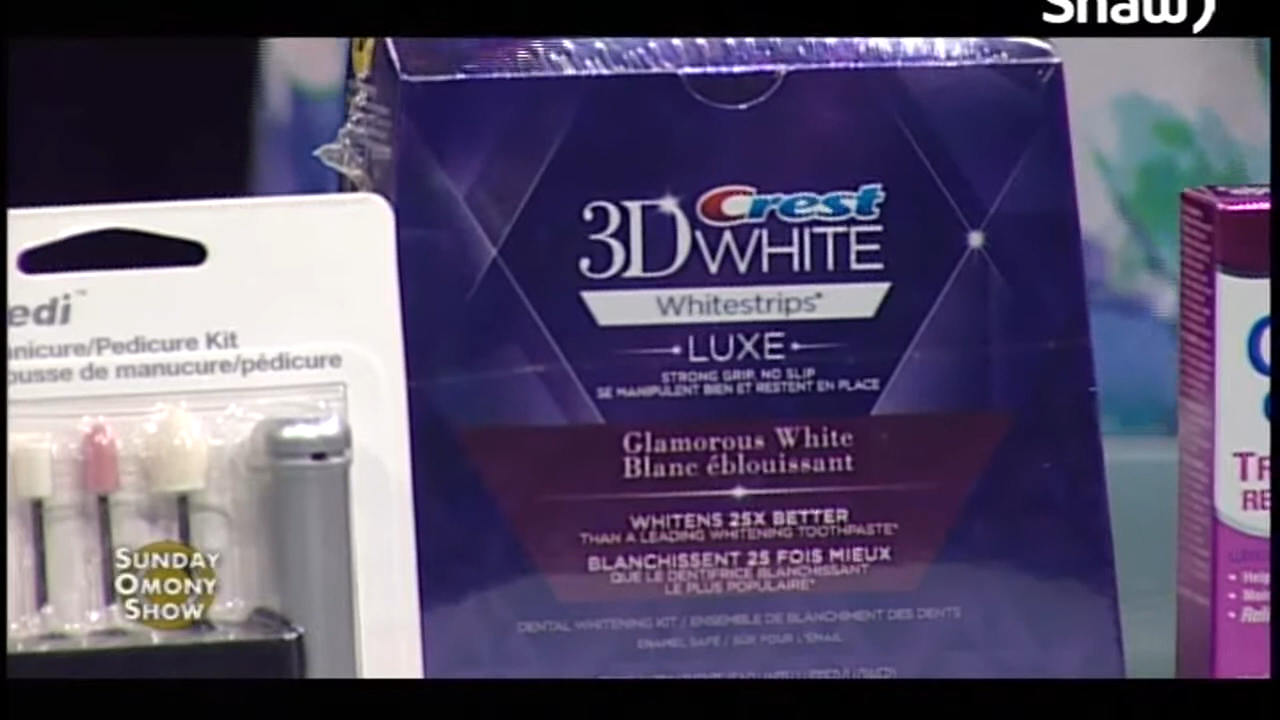 Shaw)
edi™
anicure/Pedicure Kit
ousse de manucure/pédicure
SUNDAY
OMONY
SHOW
Crest
3D WHITE
Whitestrips*
LUXE
STRONG GRIP, NO SLIP
SE MANIPULENT BIEN ET RESTENT EN PLACE
Glamorous White
Blanc éblouissant
WHITENS 25X BETTER
THAN A LEADING WHITENING TOOTHPASTE*
BLANCHISSENT 25 FOIS MIEUX
QUE LE DENTIFRICE BLANCHISSANT
LE PLUS POPULAIRE*
DENTAL WHITENING KIT / ENSEMBLE DE BLANCHIMENT DES DENTS
ENAMEL SAFE / SÛR POUR L'ÉMAIL
TR
RE
• Help